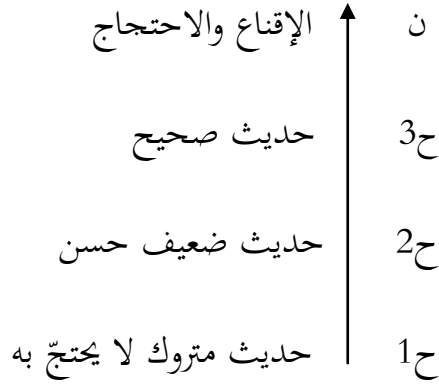 ن الإقناع والاحتجاج
ح3 حديث صحيح
ح2 حديث ضعيف حسن
ح1 حديث متروك لا يحتجّ به